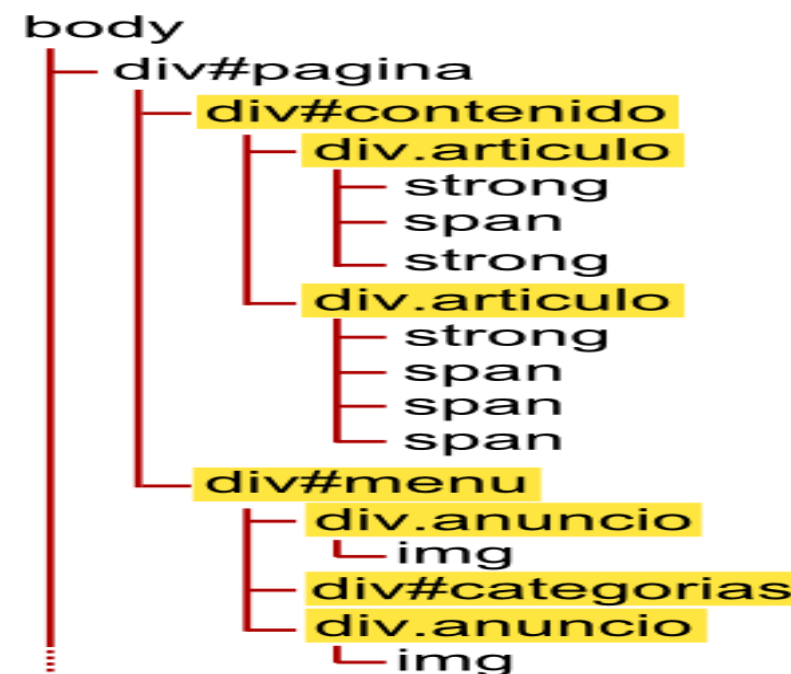 body
div#pagina
div#contenido
div.articulo
strong
span
strong
div.articulo
strong
span
span
span
div#menu
div.anuncio
img
div#categorias
div.anuncio
img